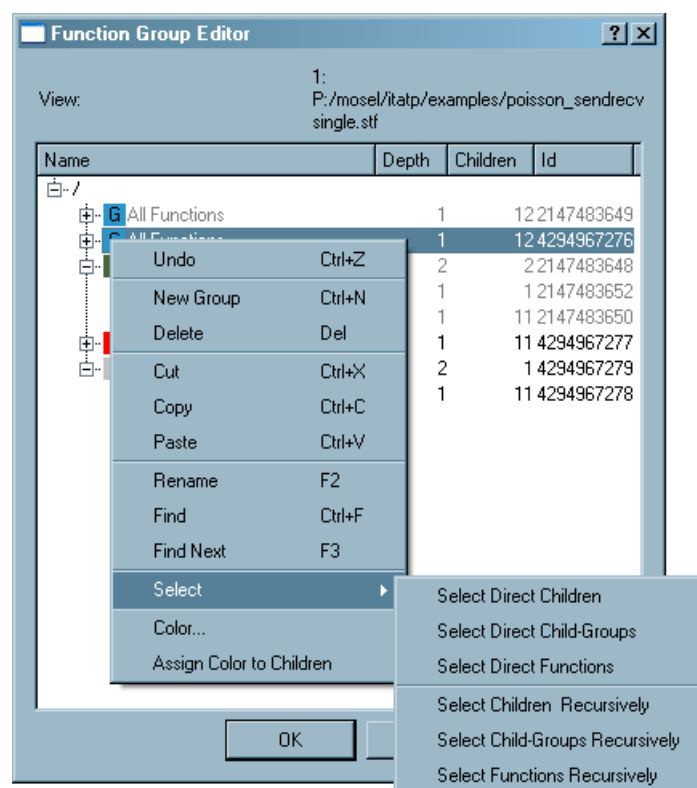 Function Group Editor
View:
1:
P:/mosel/itatp/examples/poisson_sendrecv
single.stf
Name Depth Children Id
/
G All Functions 1 12 2147483649
1 12 4294967276
2 2 2147483648
1 1 2147483652
1 11 2147483650
1 11 4294967277
2 1 4294967279
1 11 4294967278
Undo Ctrl+Z
New Group Ctrl+N
Delete Del
Cut Ctrl+X
Copy Ctrl+C
Paste Ctrl+V
Rename F2
Find Ctrl+F
Find Next F3
Select
Color...
Assign Color to Children
Select Direct Children
Select Direct Child-Groups
Select Direct Functions
Select Children Recursively
Select Child-Groups Recursively
Select Functions Recursively
OK